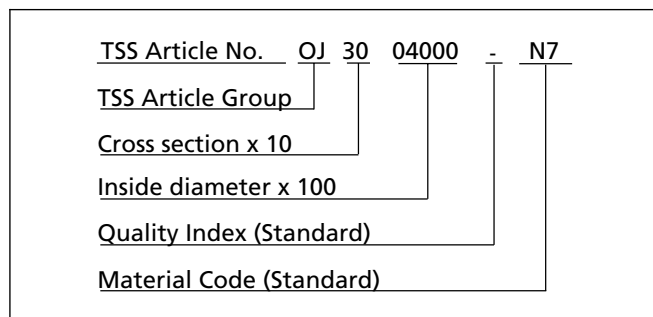 TSS Article No. OJ 30 04000 - N7
TSS Article Group
Cross section x 10
Inside diameter x 100
Quality Index (Standard)
Material Code (Standard)